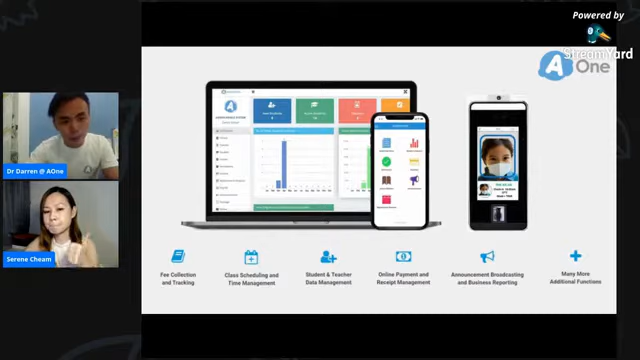 Powered by
StreamYard
A One
Dr Darren @ AOne
Serene Cheam
Fee Collection
and Tracking
Class Scheduling and
Time Management
Student & Teacher
Data Management
Online Payment and
Receipt Management
Announcement Broadcasting
and Business Reporting
Many More
Additional Functions